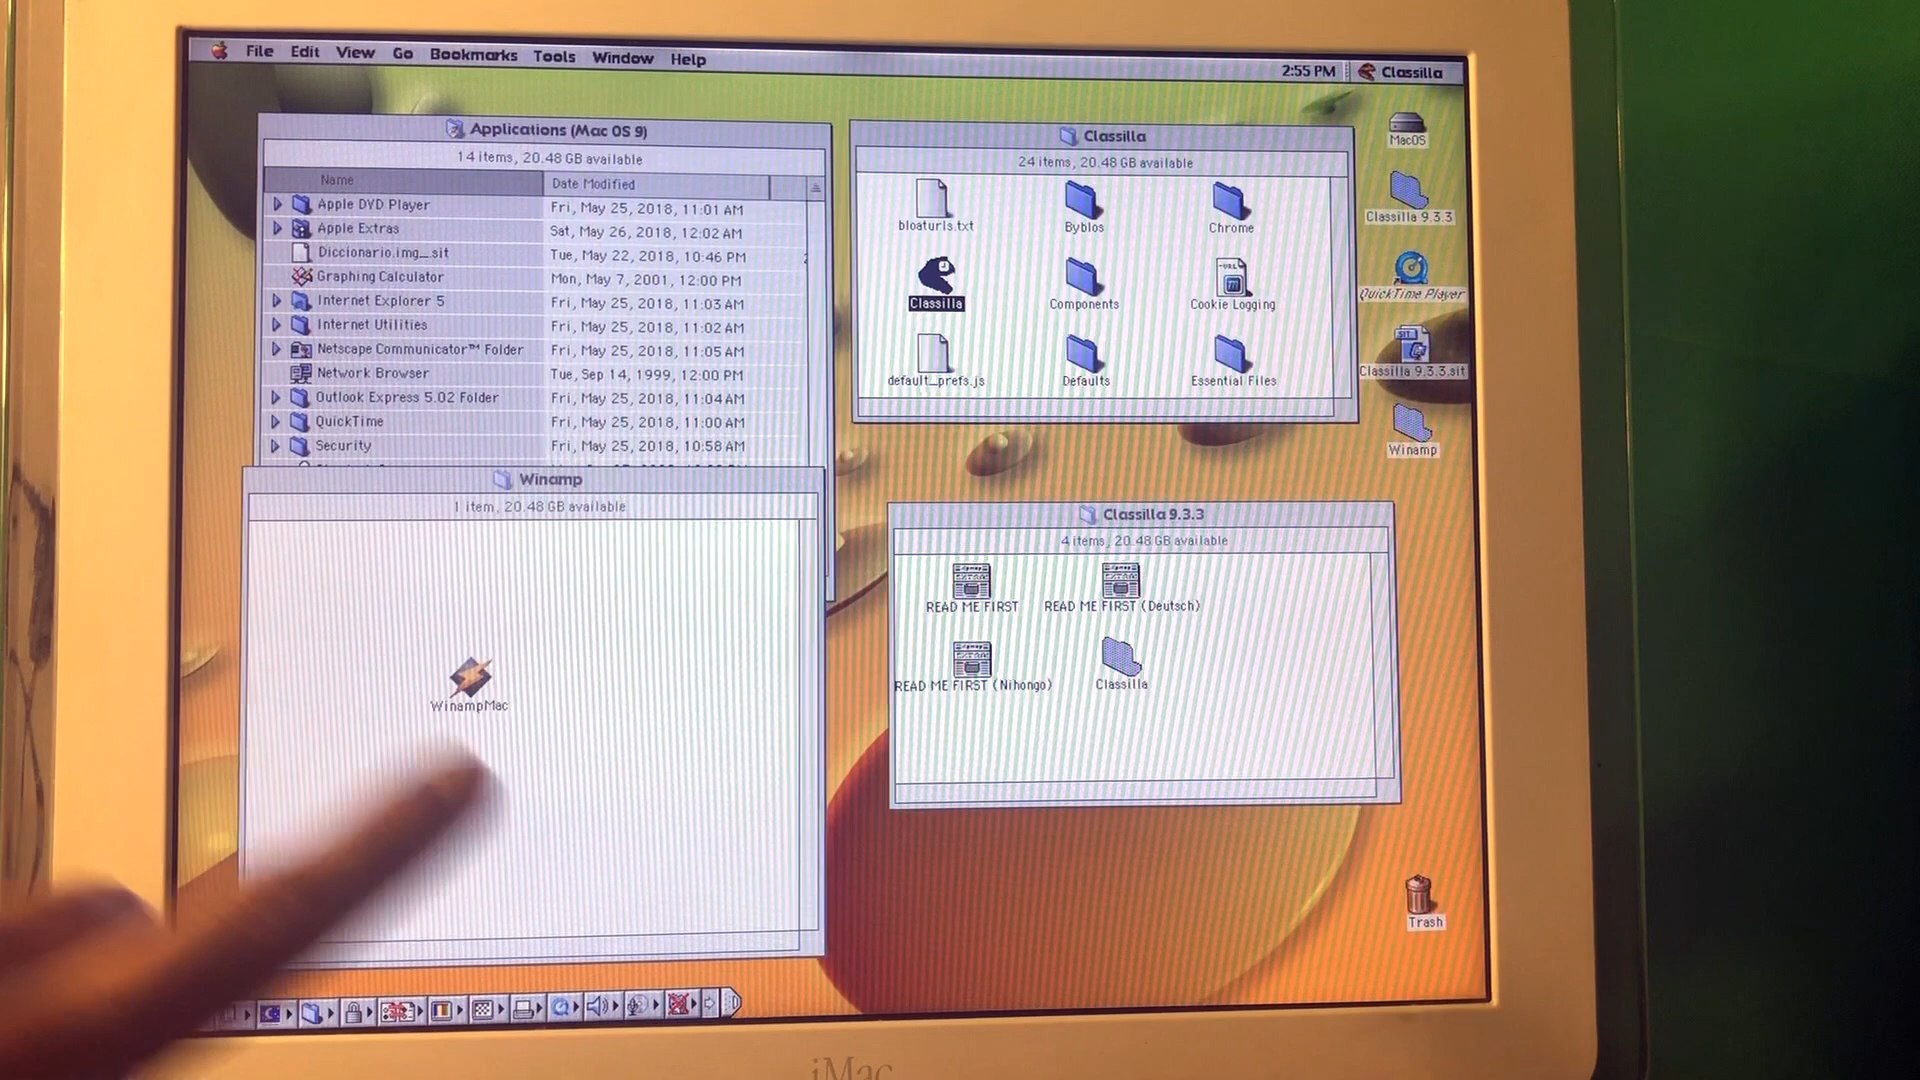 File Edit View Go Bookmarks Tools Window Help
2:55 PM Classilla
Applications (Mac OS 9)
14 items, 20.48 GB available
Name Date Modified
Apple DVD Player Fri, May 25, 2018, 11:01 AM
Apple Extras Sat, May 26, 2018, 12:02 AM
Diccionario.img_.sit Tue, May 22, 2018, 10:46 PM
Graphing Calculator Mon, May 7, 2001, 12:00 PM
Internet Explorer 5 Fri, May 25, 2018, 11:03 AM
Internet Utilities Fri, May 25, 2018, 11:02 AM
Netscape Communicator™ Folder Fri, May 25, 2018, 11:05 AM
Network Browser Tue, Sep 14, 1999, 12:00 PM
Outlook Express 5.02 Folder Fri, May 25, 2018, 11:04 AM
QuickTime Fri, May 25, 2018, 11:00 AM
Security Fri, May 25, 2018, 10:58 AM
Classilla
24 items, 20.48 GB available
bloaturls.txt Byblos Chrome
Classilla Components Cookie Logging
default_prefs.js Defaults Essential Files
MacOS
Classilla 9.3.3
QuickTime Player
SIT
Classilla 9.3.3.sit
Winamp
Winamp
1 item, 20.48 GB available
WinampMac
Classilla 9.3.3
4 items, 20.48 GB available
READ ME FIRST READ ME FIRST (Deutsch)
READ ME FIRST (Nihongo) Classilla
Trash
iMac